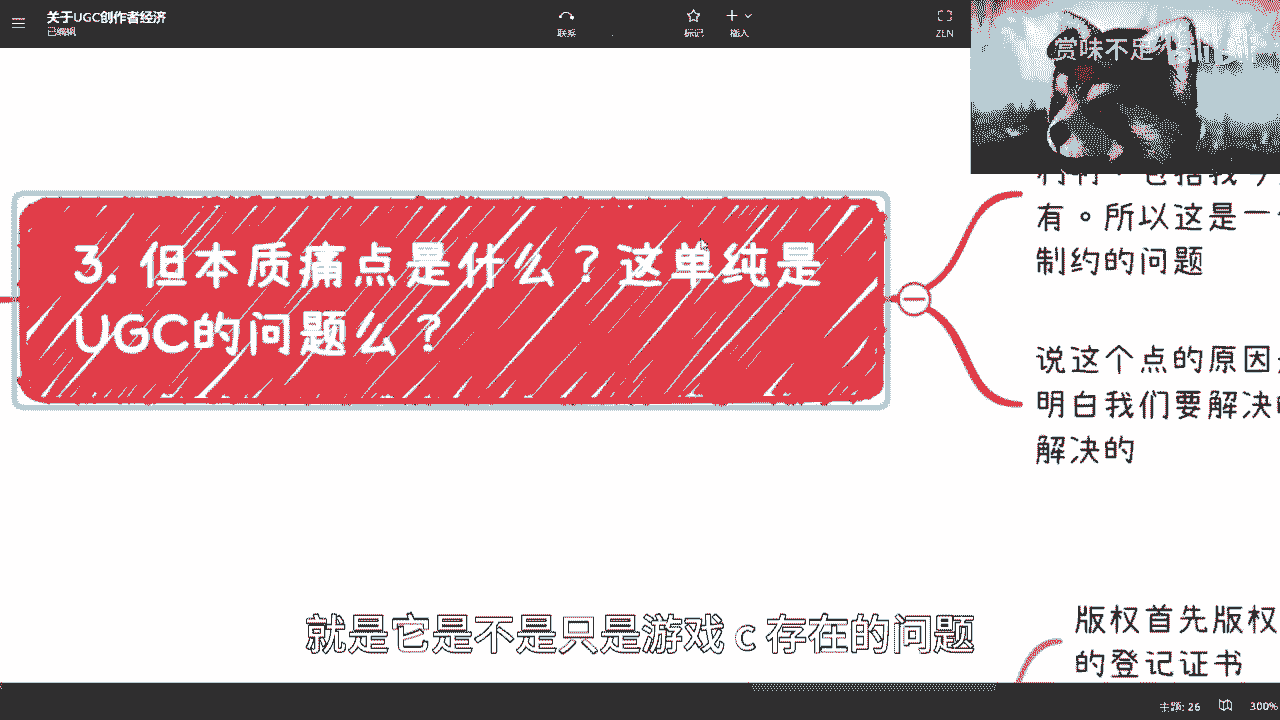 关于UGC创作者经济
已编辑
联系
标记
插入
ZEN
赏味不足
3. 但本质痛点是什么？这单纯是
UGC的问题么？
有。所以这是一
制约的问题
说这个点的原因
明白我们要解决
解决的
就是它是不是只是游戏 c 存在的问题
版权首先版权
的登记证书
主题: 26
300%